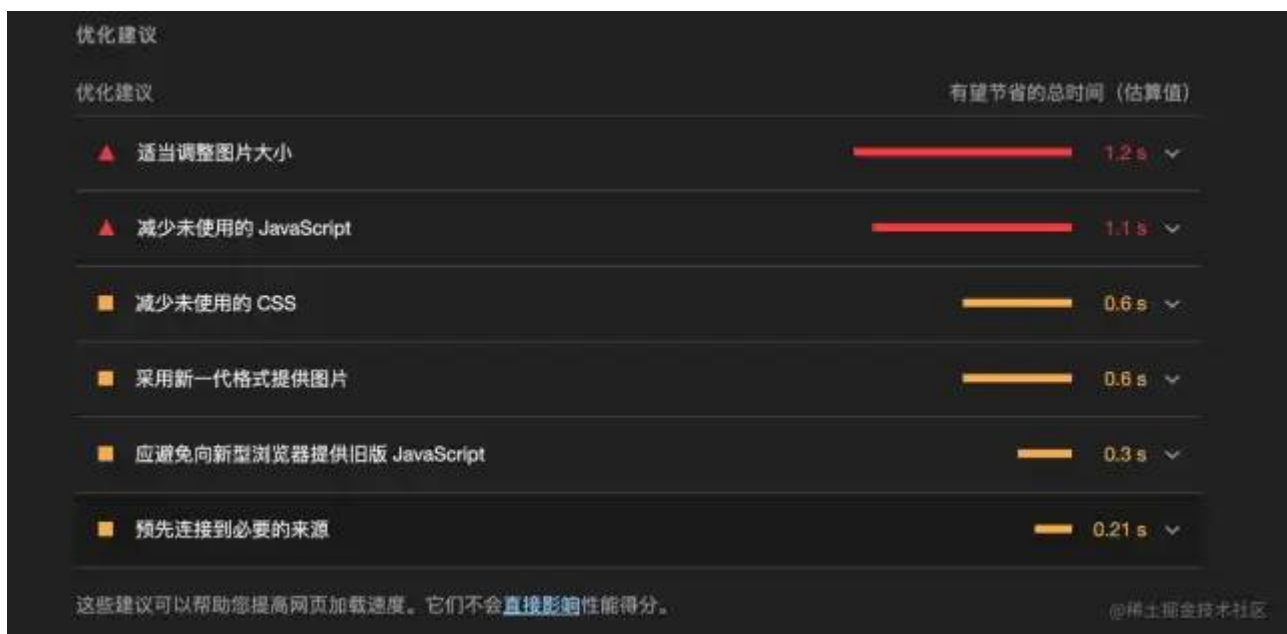 优化建议
优化建议 有望节省的总时间（估算值）
适当调整图片大小 1.2 s
减少未使用的 JavaScript 1.1 s
减少未使用的 CSS 0.6 s
采用新一代格式提供图片 0.6 s
应避免向新型浏览器提供旧版 JavaScript 0.3 s
预先连接到必要的来源 0.21 s
这些建议可以帮助您提高网页加载速度。它们不会直接影响性能得分。
@稀土掘金技术社区